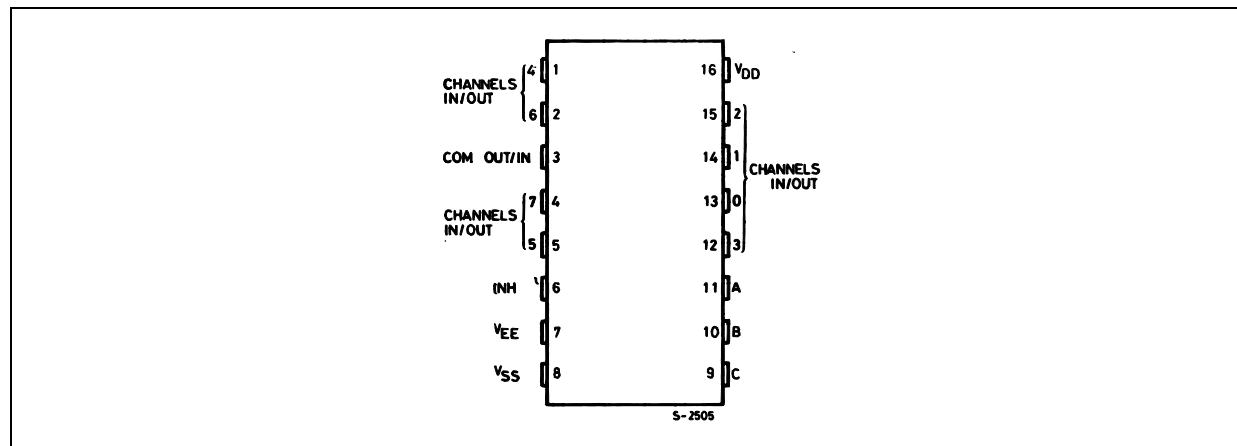 4 1 16 VDD
CHANNELS
IN/OUT
6 2 15 2
COM OUT/IN 3 14 1
CHANNELS
IN/OUT
7 4 13 0
CHANNELS
IN/OUT
5 5 12 3
INH 6 11 A
VEE 7 10 B
VSS 8 9 C
S-2505